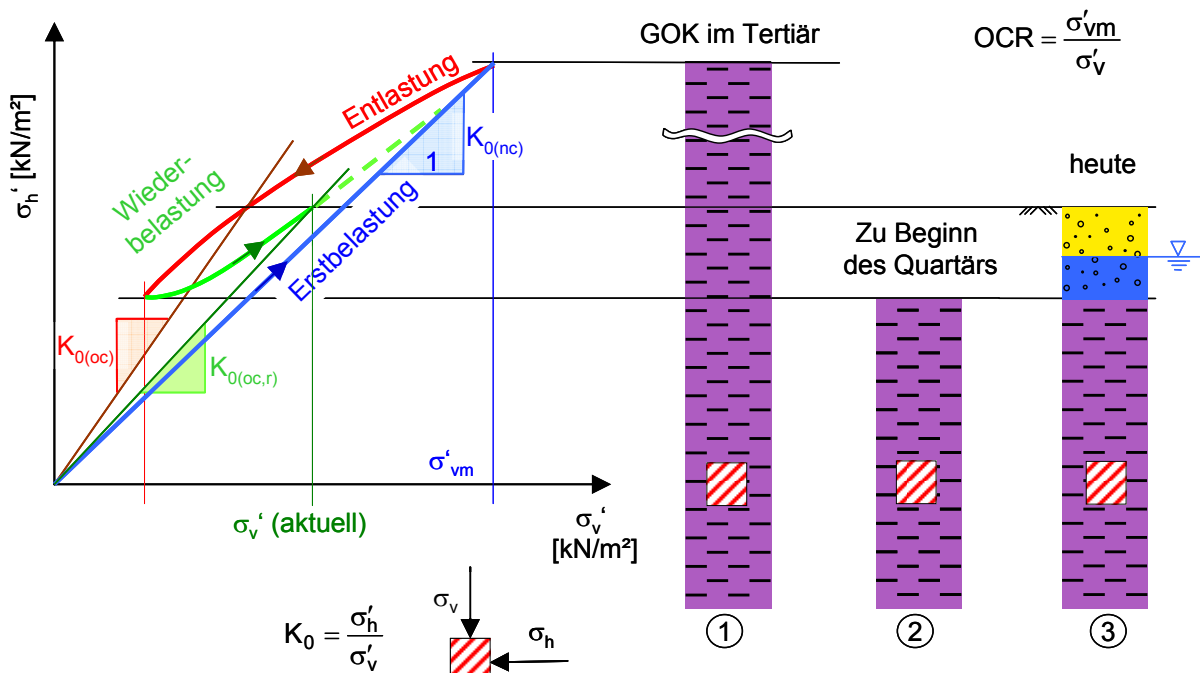 σh‘ [kN/m²]
Entlastung
K0(nc)
1
Wieder-
belastung
Erstbelastung
K0(oc)
K0(oc,r)
σ‘vm
σv‘ (aktuell)
σv‘
[kN/m²]
K0 = σ′h / σ′v
σv
σh
GOK im Tertiär
OCR = σ′vm / σ′v
heute
Zu Beginn
des Quartärs
1
2
3